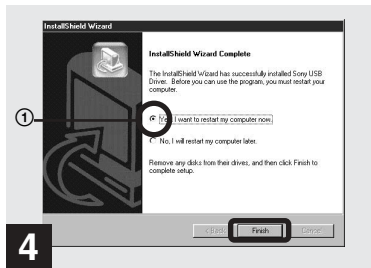 InstallShield Wizard
InstallShield Wizard Complete
The InstallShield Wizard has successfully installed Sony USB
Driver. Before you can use the program, you must restart your
computer.
1
Yes, I want to restart my computer now.
No, I will restart my computer later.
Remove any disks from their drives, and then click Finish to
complete setup.
< Back Finish Cancel
4